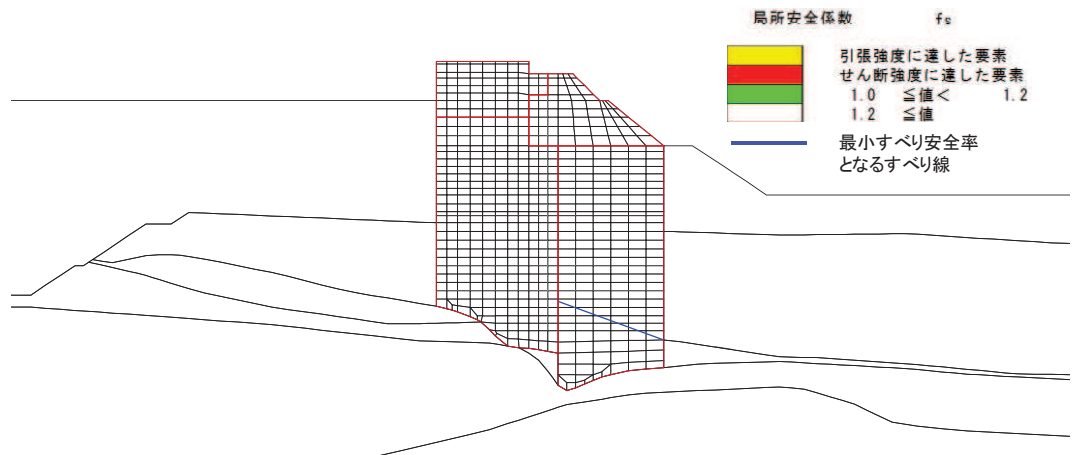 局所安全係数 fs
引張強度に達した要素
せん断強度に達した要素
1.0 ≦値< 1.2
1.2 ≦値
最小すべり安全率
となるすべり線